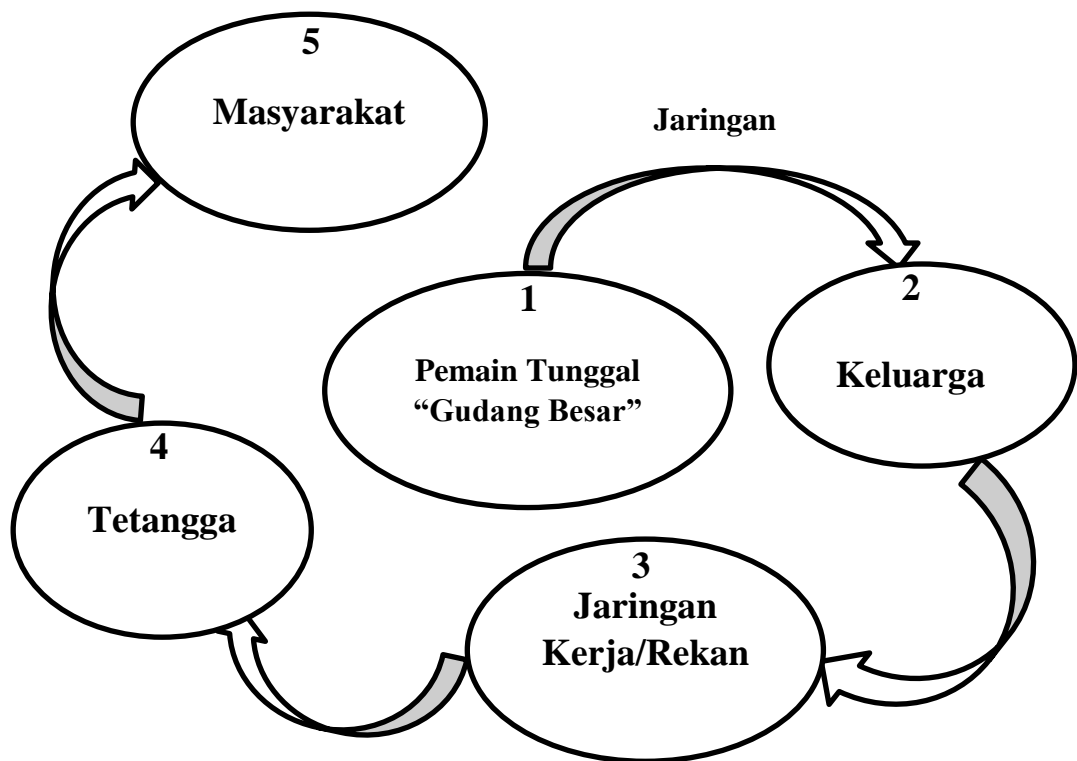 5
Masyarakat
Jaringan
1
Pemain Tunggal
“Gudang Besar”
2
Keluarga
3
Jaringan
Kerja/Rekan
4
Tetangga